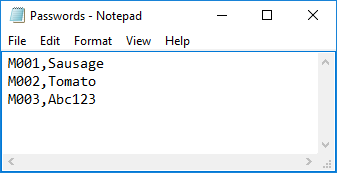 Passwords - Notepad
File Edit Format View Help
M001,Sausage
M002,Tomato
M003,Abc123